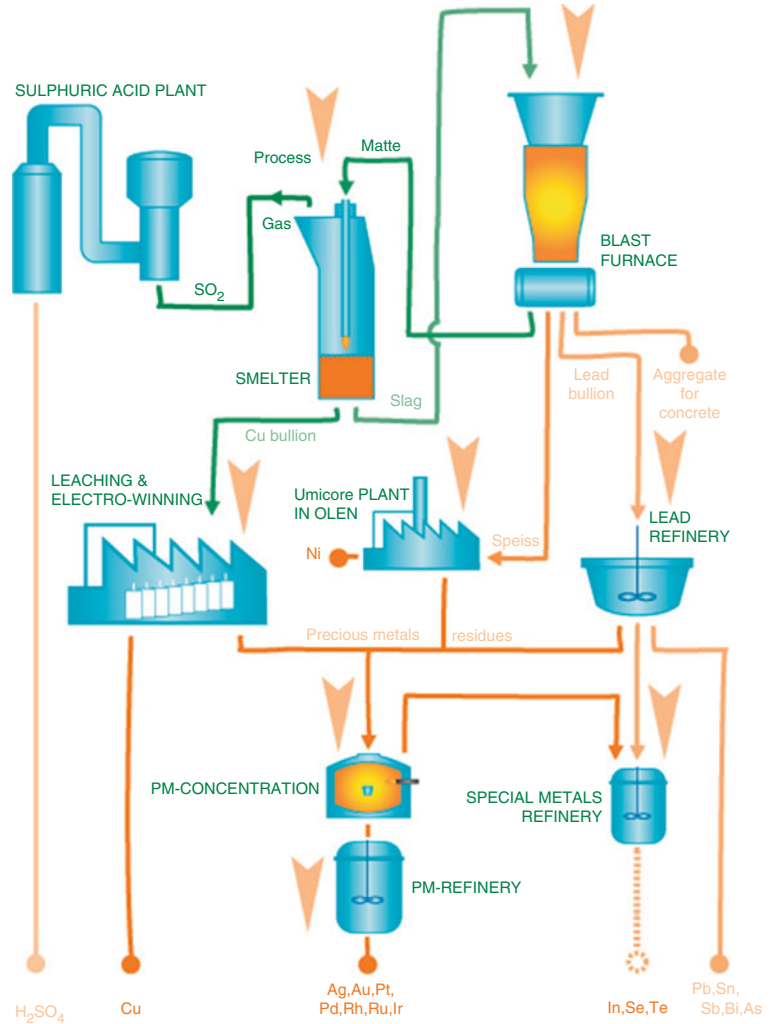 SULPHURIC ACID PLANT
Process
Matte
Gas
SO2
BLAST
FURNACE
SMELTER
Slag
Cu bullion
Lead
bullion
Aggregate
for
concrete
LEACHING &
ELECTRO-WINNING
Umicore PLANT
IN OLEN
LEAD
REFINERY
Ni
Speiss
Precious metals
residues
PM-CONCENTRATION
SPECIAL METALS
REFINERY
PM-REFINERY
H2SO4
Cu
Ag,Au,Pt,
Pd,Rh,Ru,Ir
In,Se,Te
Pb,Sn,
Sb,Bi,As